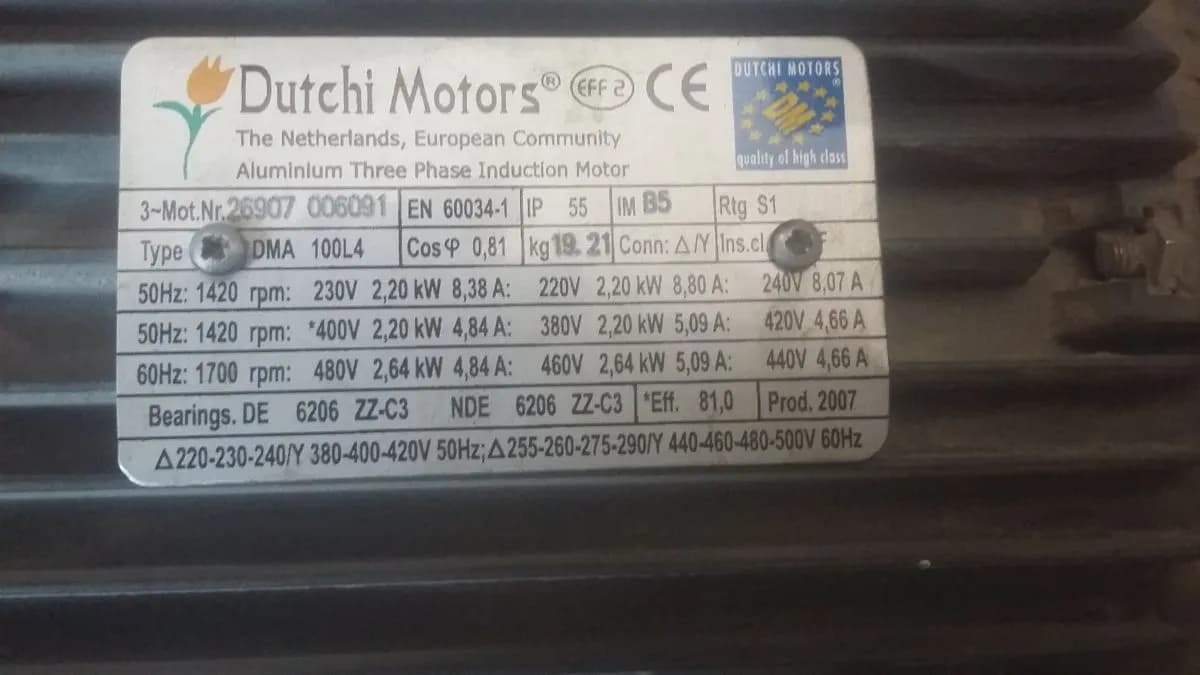 Dutchi Motors® EFF 2 CE
DUTCHI MOTORS
®
DM
quality of high class
The Netherlands, European Community
Aluminium Three Phase Induction Motor
3~Mot.Nr. 26907 006091 EN 60034-1 IP 55 IM B5 Rtg S1
Type DMA 100L4 Cosφ 0,81 kg 19.21 Conn: Δ/Y Ins.cl F
50Hz: 1420 rpm: 230V 2,20 kW 8,38 A: 220V 2,20 kW 8,80 A: 240V 8,07 A
50Hz: 1420 rpm: *400V 2,20 kW 4,84 A: 380V 2,20 kW 5,09 A: 420V 4,66 A
60Hz: 1700 rpm: 480V 2,64 kW 4,84 A: 460V 2,64 kW 5,09 A: 440V 4,66 A
Bearings. DE 6206 ZZ-C3 NDE 6206 ZZ-C3 *Eff. 81,0 Prod. 2007
Δ220-230-240/Y 380-400-420V 50Hz;Δ255-260-275-290/Y 440-460-480-500V 60Hz